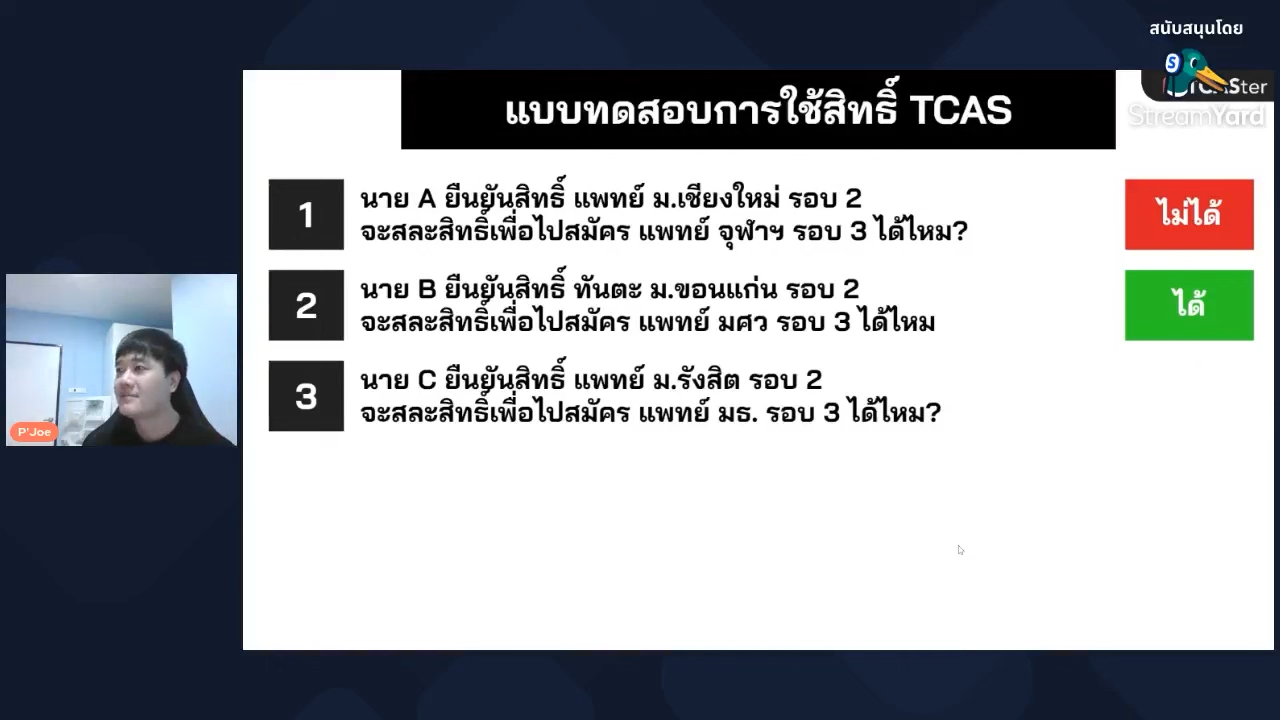 สนับสนุนโดย
S
StreamYard
แบบทดสอบการใช้สิทธิ์ TCAS
1
นาย A ยืนยันสิทธิ์ แพทย์ ม.เชียงใหม่ รอบ 2
จะสละสิทธิ์เพื่อไปสมัคร แพทย์ จุฬาฯ รอบ 3 ได้ไหม?
ไม่ได้
2
นาย B ยืนยันสิทธิ์ ทันตะ ม.ขอนแก่น รอบ 2
จะสละสิทธิ์เพื่อไปสมัคร แพทย์ มศว รอบ 3 ได้ไหม
ได้
3
นาย C ยืนยันสิทธิ์ แพทย์ ม.รังสิต รอบ 2
จะสละสิทธิ์เพื่อไปสมัคร แพทย์ มธ. รอบ 3 ได้ไหม?
P'Joe